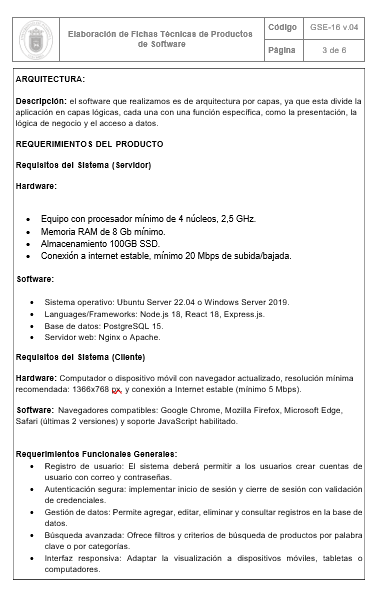 Elaboración de Fichas Técnicas de Productos
de Software
Código
GSE-16 v.04
Página
3 de 6
ARQUITECTURA:
Descripción: el software que realizamos es de arquitectura por capas, ya que esta divide la
aplicación en capas lógicas, cada una con una función específica, como la presentación, la
lógica de negocio y el acceso a datos.
REQUERIMIENTOS DEL PRODUCTO
Requisitos del Sistema (Servidor)
Hardware:
• Equipo con procesador mínimo de 4 núcleos, 2,5 GHz.
• Memoria RAM de 8 Gb mínimo.
• Almacenamiento 100GB SSD.
• Conexión a internet estable, mínimo 20 Mbps de subida/bajada.
Software:
• Sistema operativo: Ubuntu Server 22.04 o Windows Server 2019.
• Languages/Frameworks: Node.js 18, React 18, Express.js.
• Base de datos: PostgreSQL 15.
• Servidor web: Nginx o Apache.
Requisitos del Sistema (Cliente)
Hardware: Computador o dispositivo móvil con navegador actualizado, resolución mínima
recomendada: 1366x768 px, y conexión a Internet estable (mínimo 5 Mbps).
Software: Navegadores compatibles: Google Chrome, Mozilla Firefox, Microsoft Edge,
Safari (últimas 2 versiones) y soporte JavaScript habilitado.
Requerimientos Funcionales Generales:
• Registro de usuario: El sistema deberá permitir a los usuarios crear cuentas de
usuario con correo y contraseñas.
• Autenticación segura: implementar inicio de sesión y cierre de sesión con validación
de credenciales.
• Gestión de datos: Permite agregar, editar, eliminar y consultar registros en la base de
datos.
• Búsqueda avanzada: Ofrece filtros y criterios de búsqueda de productos por palabra
clave o por categorías.
• Interfaz responsiva: Adaptar la visualización a dispositivos móviles, tabletas o
computadores.